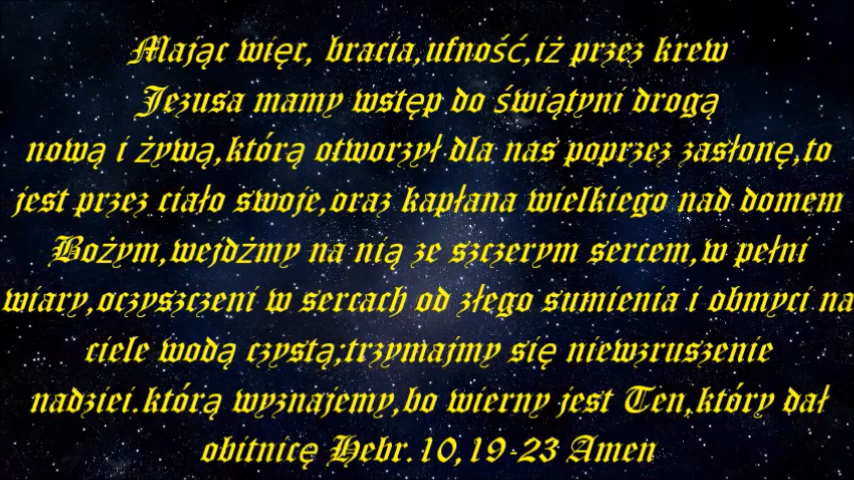 Mając więc, bracia,ufność,iż przez krew
Jezusa mamy wstęp do świątyni drogą
nową i żywą,którą otworzył dla nas poprzez zasłonę,to
jest przez ciało swoje,oraz kapłana wielkiego nad domem
Bożym,wejdżmy na nią ze szczerym sercem,w pełni
wiary,oczyszczeni w sercach od złego sumienia i obmyci na
ciele wodą czystą;trzymajmy się niewzruszenie
nadziei.którą wyznajemy,bo wierny jest Ten,który dał
obitnicę Hebr.10,19-23 Amen